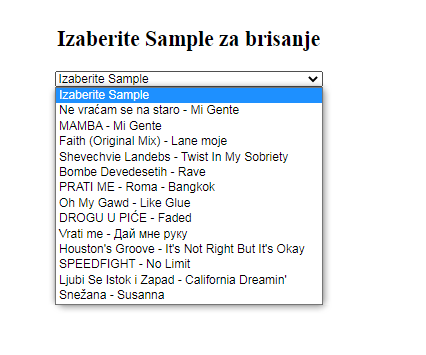 Izaberite Sample za brisanje
Izaberite Sample
Izaberite Sample
Ne vraćam se na staro - Mi Gente
MAMBA - Mi Gente
Faith (Original Mix) - Lane moje
Shevechvie Landebs - Twist In My Sobriety
Bombe Devedesetih - Rave
PRATI ME - Roma - Bangkok
Oh My Gawd - Like Glue
DROGU U PIĆE - Faded
Vrati me - Дай мне руку
Houston's Groove - It's Not Right But It's Okay
SPEEDFIGHT - No Limit
Ljubi Se Istok i Zapad - California Dreamin'
Snežana - Susanna